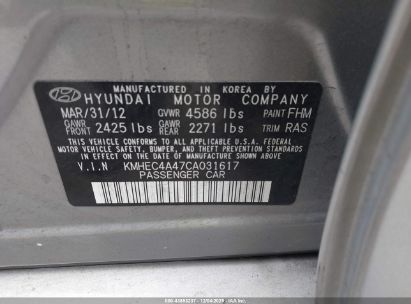 MANUFACTURED IN KOREA BY
HYUNDAI MOTOR COMPANY
MAR/31/12 GVWR 4586 lbs PAINT FHM
GAWR FRONT 2425 lbs GAWR REAR 2271 lbs TRIM RAS
THIS VEHICLE CONFORMS TO ALL APPLICABLE U.S.A. FEDERAL
MOTOR VEHICLE SAFETY, BUMPER, AND THEFT PREVENTION
STANDARDS IN EFFECT ON THE DATE OF MANUFACTURE SHOWN ABOVE.
V.I.N KMHEC4A47CA031617
PASSENGER CAR